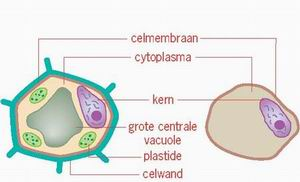 celmembraan
cytoplasma
kern
grote centrale
vacuole
plastide
celwand